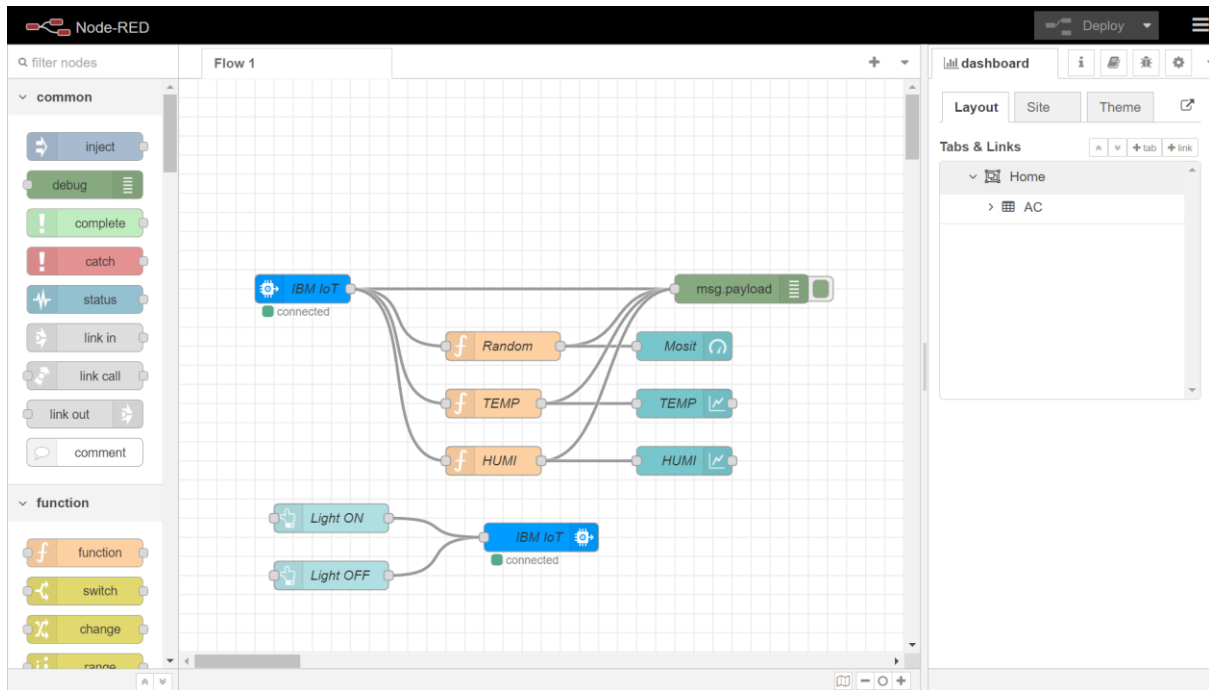 Node-RED
Deploy
filter nodes
common
inject
debug
complete
catch
status
link in
link call
link out
comment
function
function
switch
change
range
Flow 1
IBM IoT
connected
msg.payload
Random
Mosit
TEMP
TEMP
HUMI
HUMI
Light ON
IBM IoT
connected
Light OFF
dashboard
i
Layout
Site
Theme
Tabs & Links
+ tab
+ link
Home
AC